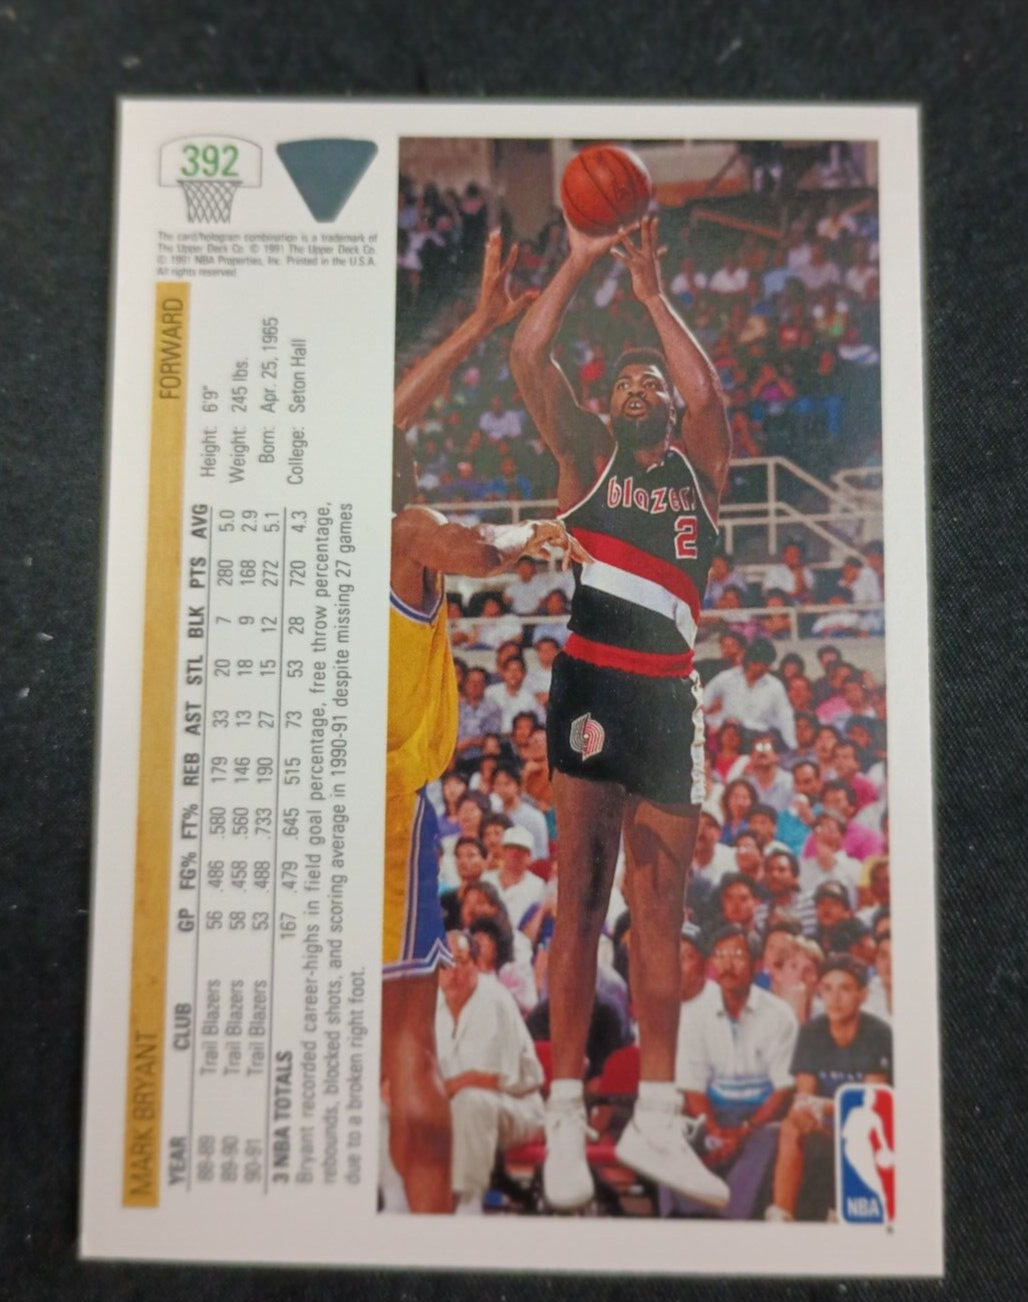 392
The card/hologram combination is a trademark of
The Upper Deck Co. © 1991 The Upper Deck Co.
© 1991 NBA Properties, Inc. Printed in the U.S.A.
All rights reserved.
MARK BRYANT FORWARD
Height: 6'9"
Weight: 245 lbs.
Born: Apr. 25, 1965
College: Seton Hall
YEAR CLUB GP FG% FT% REB AST STL BLK PTS AVG
88-89 Trail Blazers 56 .486 .580 179 33 20 7 280 5.0
89-90 Trail Blazers 58 .458 .560 146 13 18 9 168 2.9
90-91 Trail Blazers 53 .488 .733 190 27 15 12 272 5.1
3 NBA TOTALS 167 .479 .645 515 73 53 28 720 4.3
Bryant recorded career-highs in field goal percentage, free throw percentage,
rebounds, blocked shots, and scoring average in 1990-91 despite missing 27 games
due to a broken right foot.
blazers
2
NBA